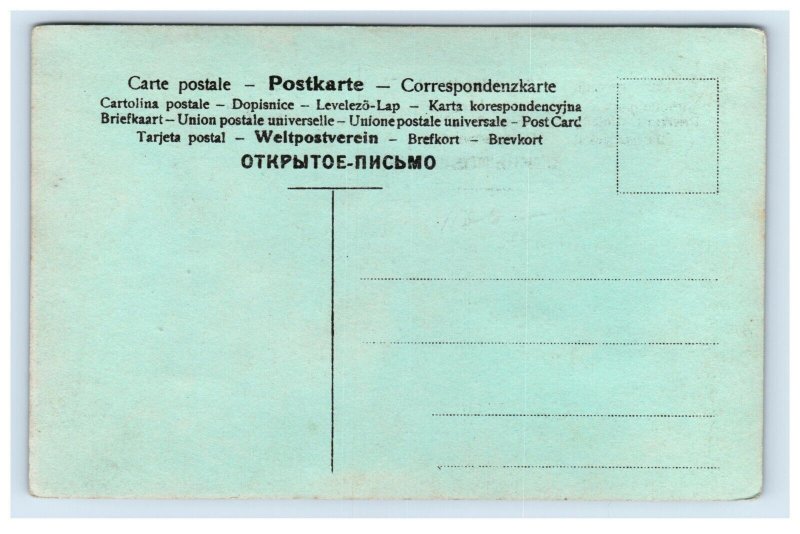 Carte postale – Postkarte – Correspondenzkarte
Cartolina postale – Dopisnice – Levelező-Lap – Karta korespondencyjna
Briefkaart – Union postale universelle – Unione postale universale – Post Card
Tarjeta postal – Weltpostverein – Brefkort – Brevkort
ОТКРЫТОЕ-ПИСЬМО